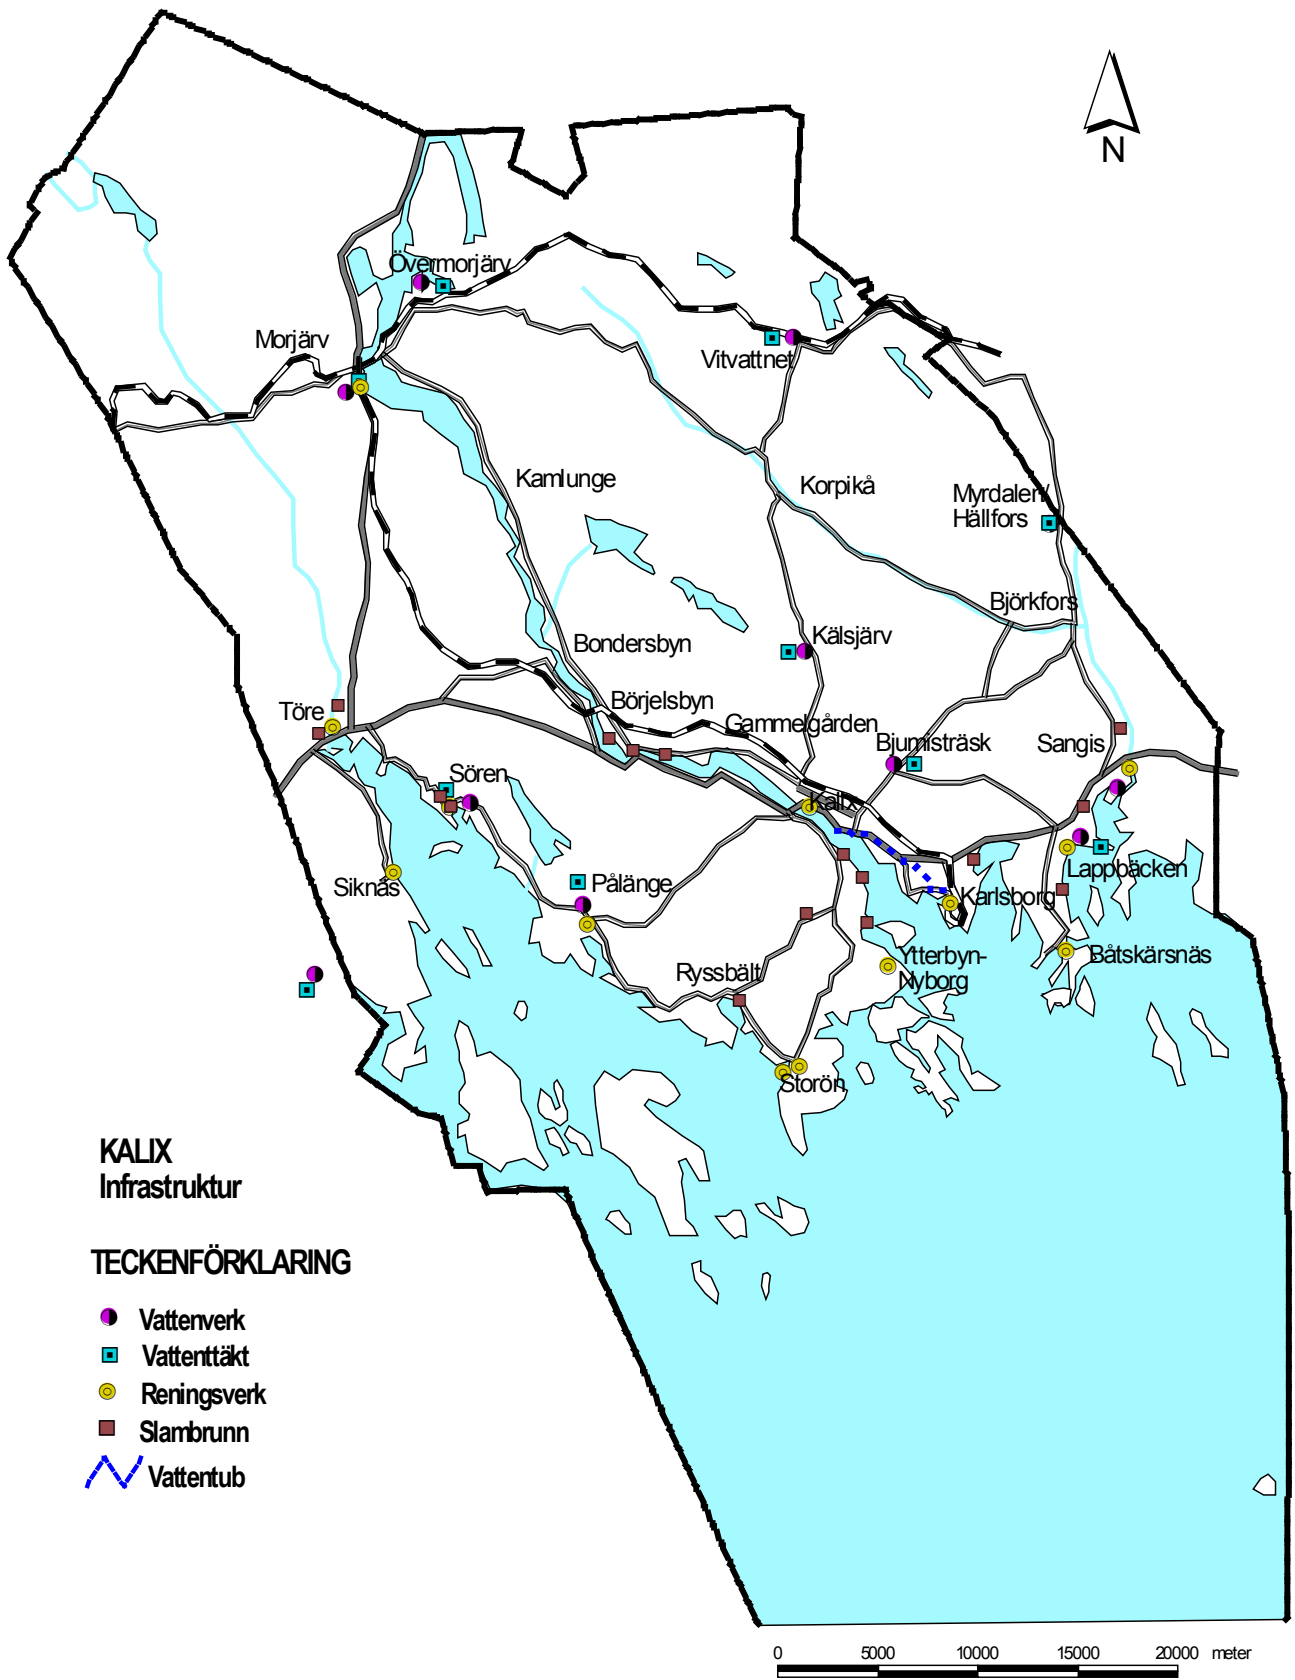 N
Övermorjärv
Morjärv
Vitvattnet
Kamlunge
Korpikå
Myrdalen/
Hällfors
Björkfors
Kälsjärv
Bondersbyn
Börjelsbyn
Töre
Gammelgården
Bjumisträsk
Sangis
Sören
Kalix
Siknäs
Pålänge
Lappbäcken
Karlsborg
Ryssbält
Ytterbyn-
Nyborg
Båtskärsnäs
Storön
KALIX
Infrastruktur
TECKENFÖRKLARING
Vattenverk
Vattenttäkt
Reningsverk
Slambrunn
Vattentub
0 5000 10000 15000 20000 meter